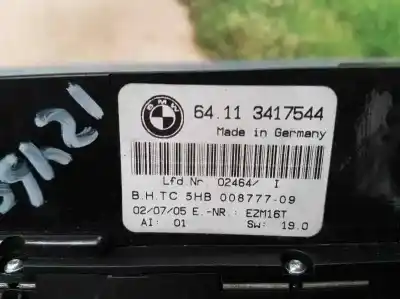 BMW
64.11 3417544
Made in Germany
Lfd.Nr. 02464/ I
B.H.TC 5HB 008777-09
02/07/05 E.-NR.: EZM16T
AI: 01 SW: 19.0